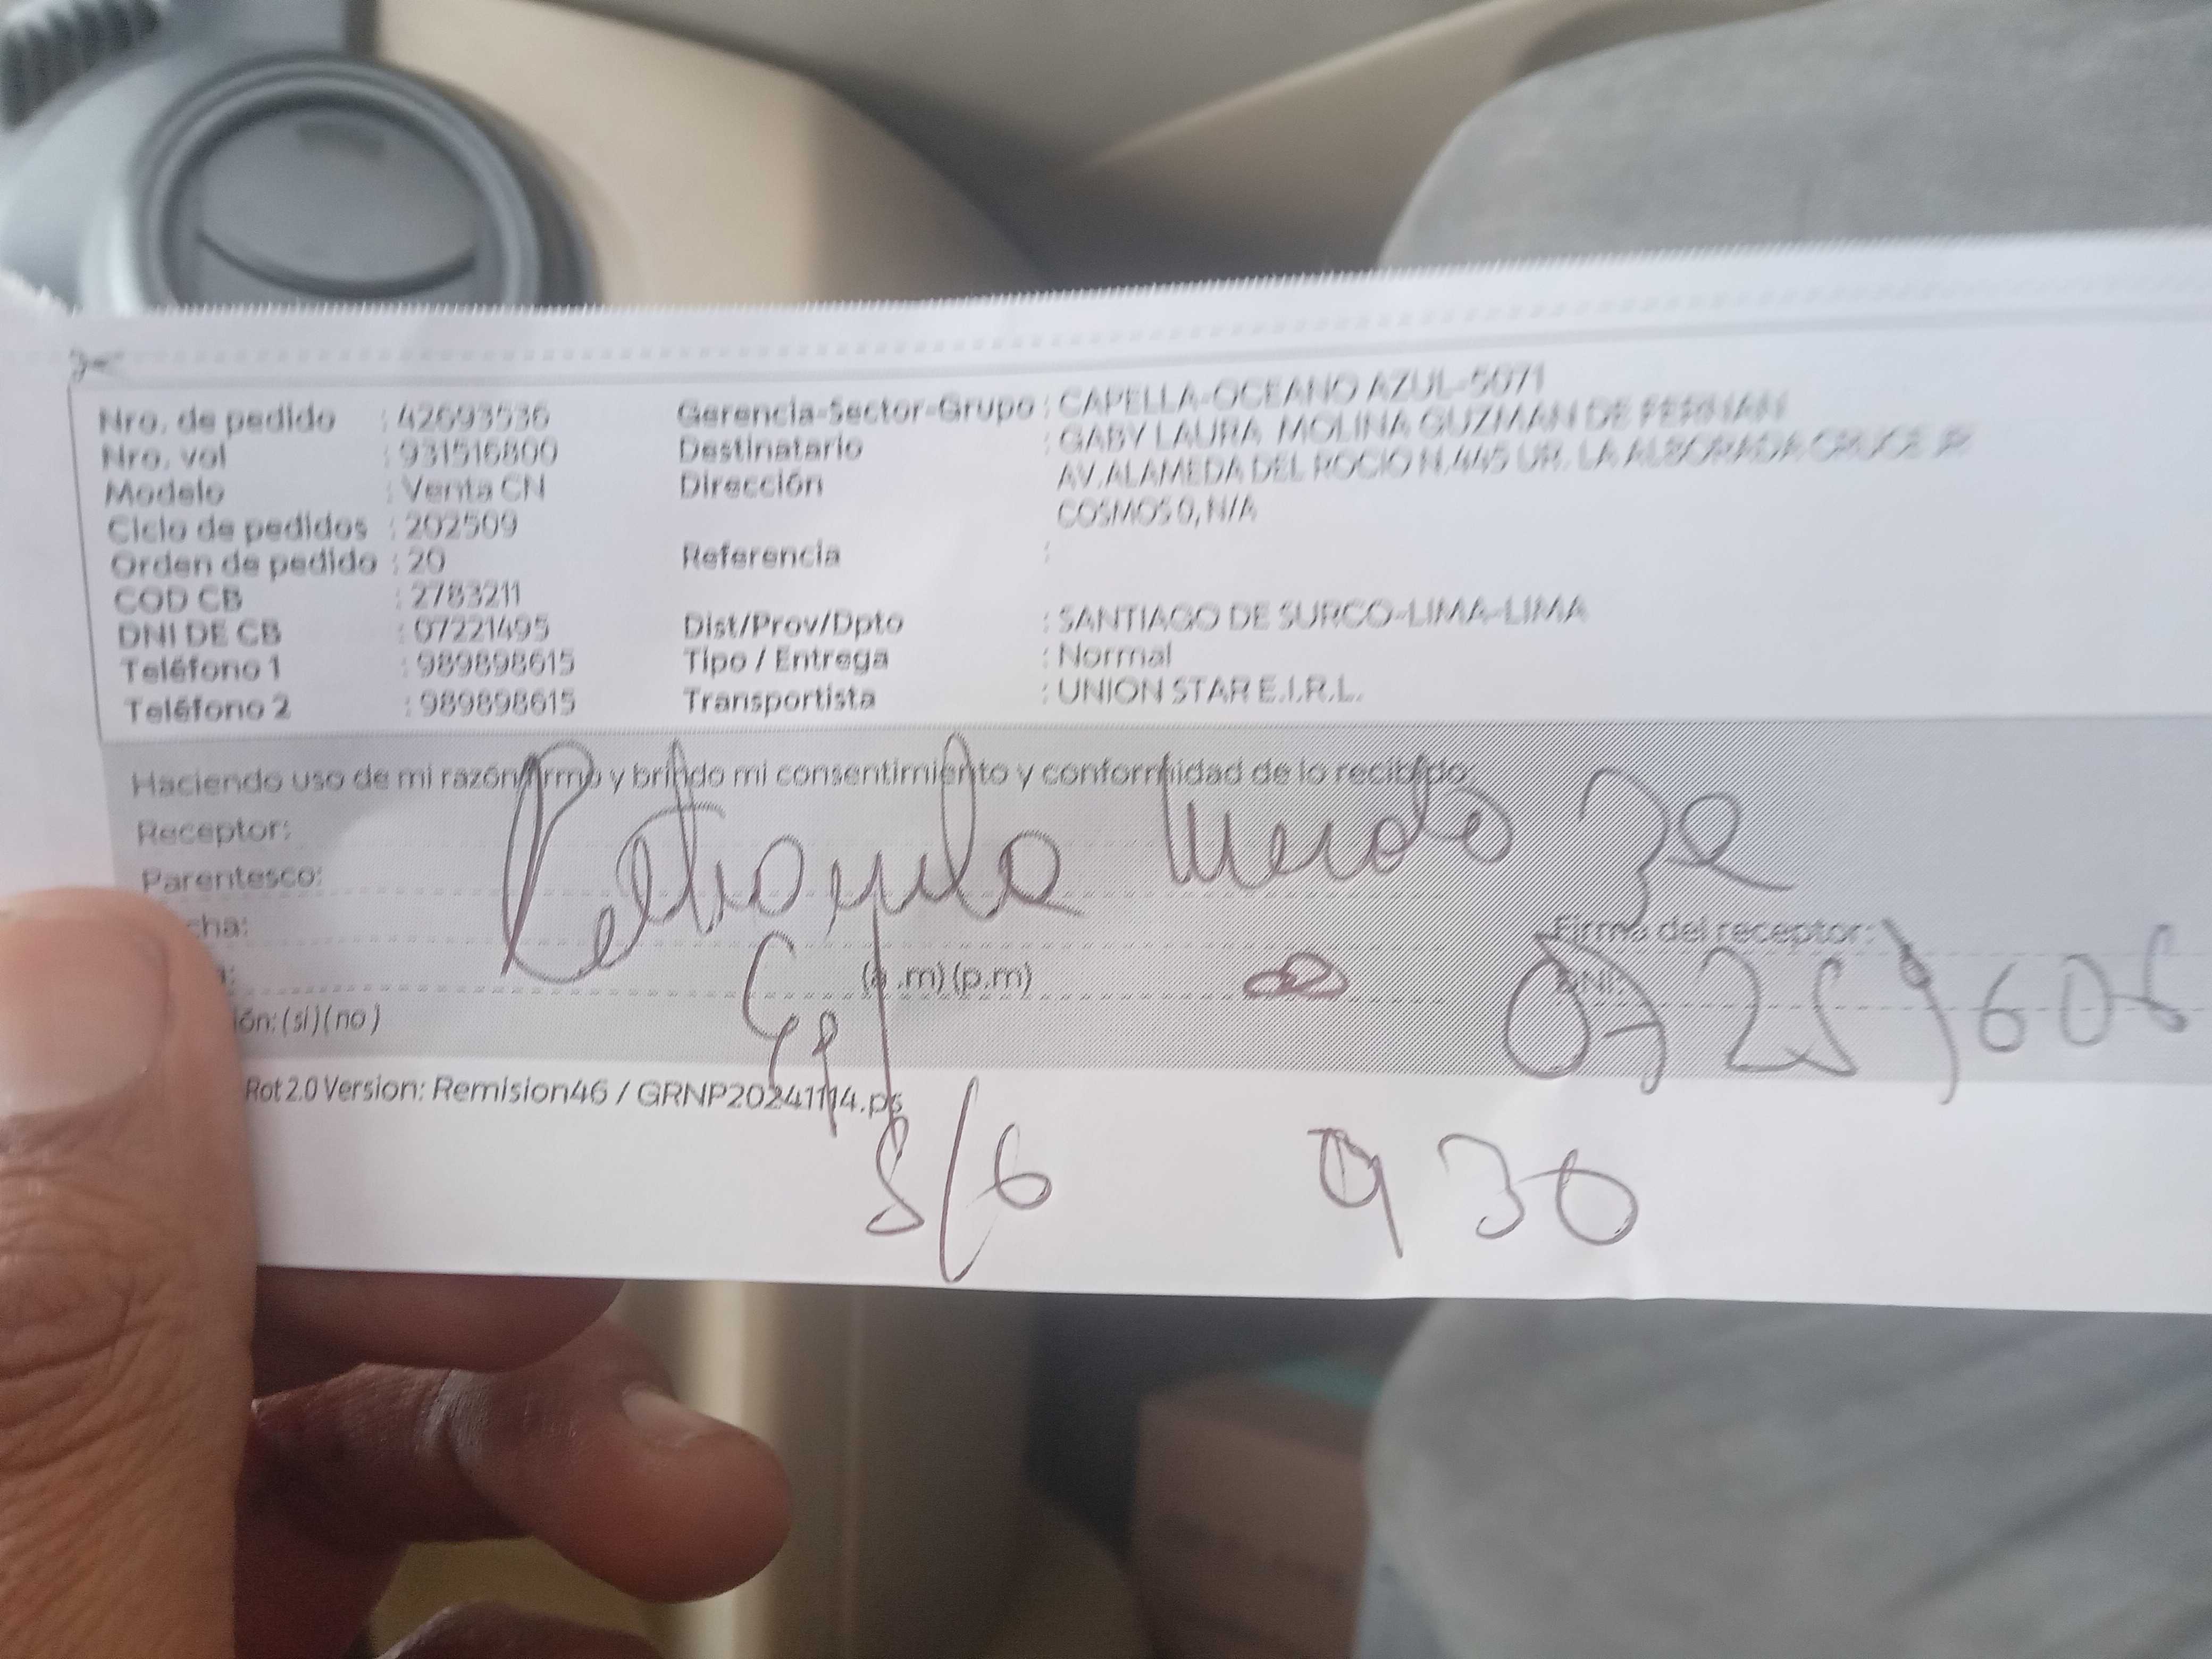 Nro. de pedido : 42693536 Gerencia-Sector-Grupo : CAPELLA-OCEANO AZUL-5071
Nro. vol : 931516800 Destinatario : GABY LAURA MOLINA GUZMAN DE FERNAN
Modelo : Venta CN Dirección AV.ALAMEDA DEL ROCIO N.445 UR. LA ALBORADA CRUCE JR
Ciclo de pedidos : 202509 COSMOS 0, N/A
Orden de pedido : 20 Referencia :
COD CB : 2783211
DNI DE CB : 07221495 Dist/Prov/Dpto : SANTIAGO DE SURCO-LIMA-LIMA
Teléfono 1 : 989898615 Tipo / Entrega : Normal
Teléfono 2 : 989898615 Transportista : UNION STAR E.I.R.L.
Haciendo uso de mi razón firmo y brindo mi consentimiento y conformidad de lo recibido:
Receptor: Petronila Mendoza
Parentesco:
cha: Firma del receptor:
(a.m) (p.m) DNI:
ión: (si) (no)
Rot 2.0 Version: Remision46 / GRNP20241114.ps
8/6 930